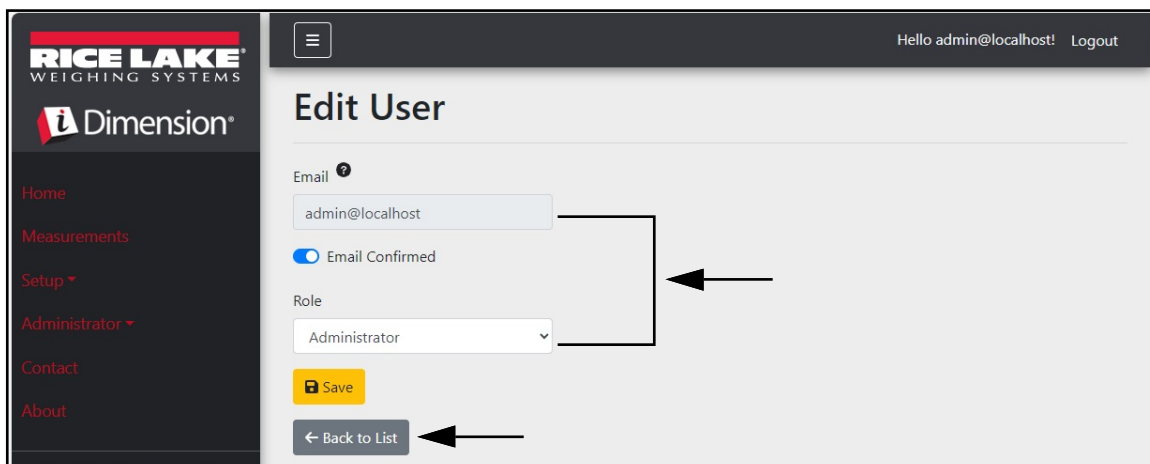 RICE LAKE®
WEIGHING SYSTEMS
i Dimension®
Home
Measurements
Setup
Administrator
Contact
About
Hello admin@localhost! Logout
Edit User
Email ?
admin@localhost
Email Confirmed
Role
Administrator
Save
Back to List